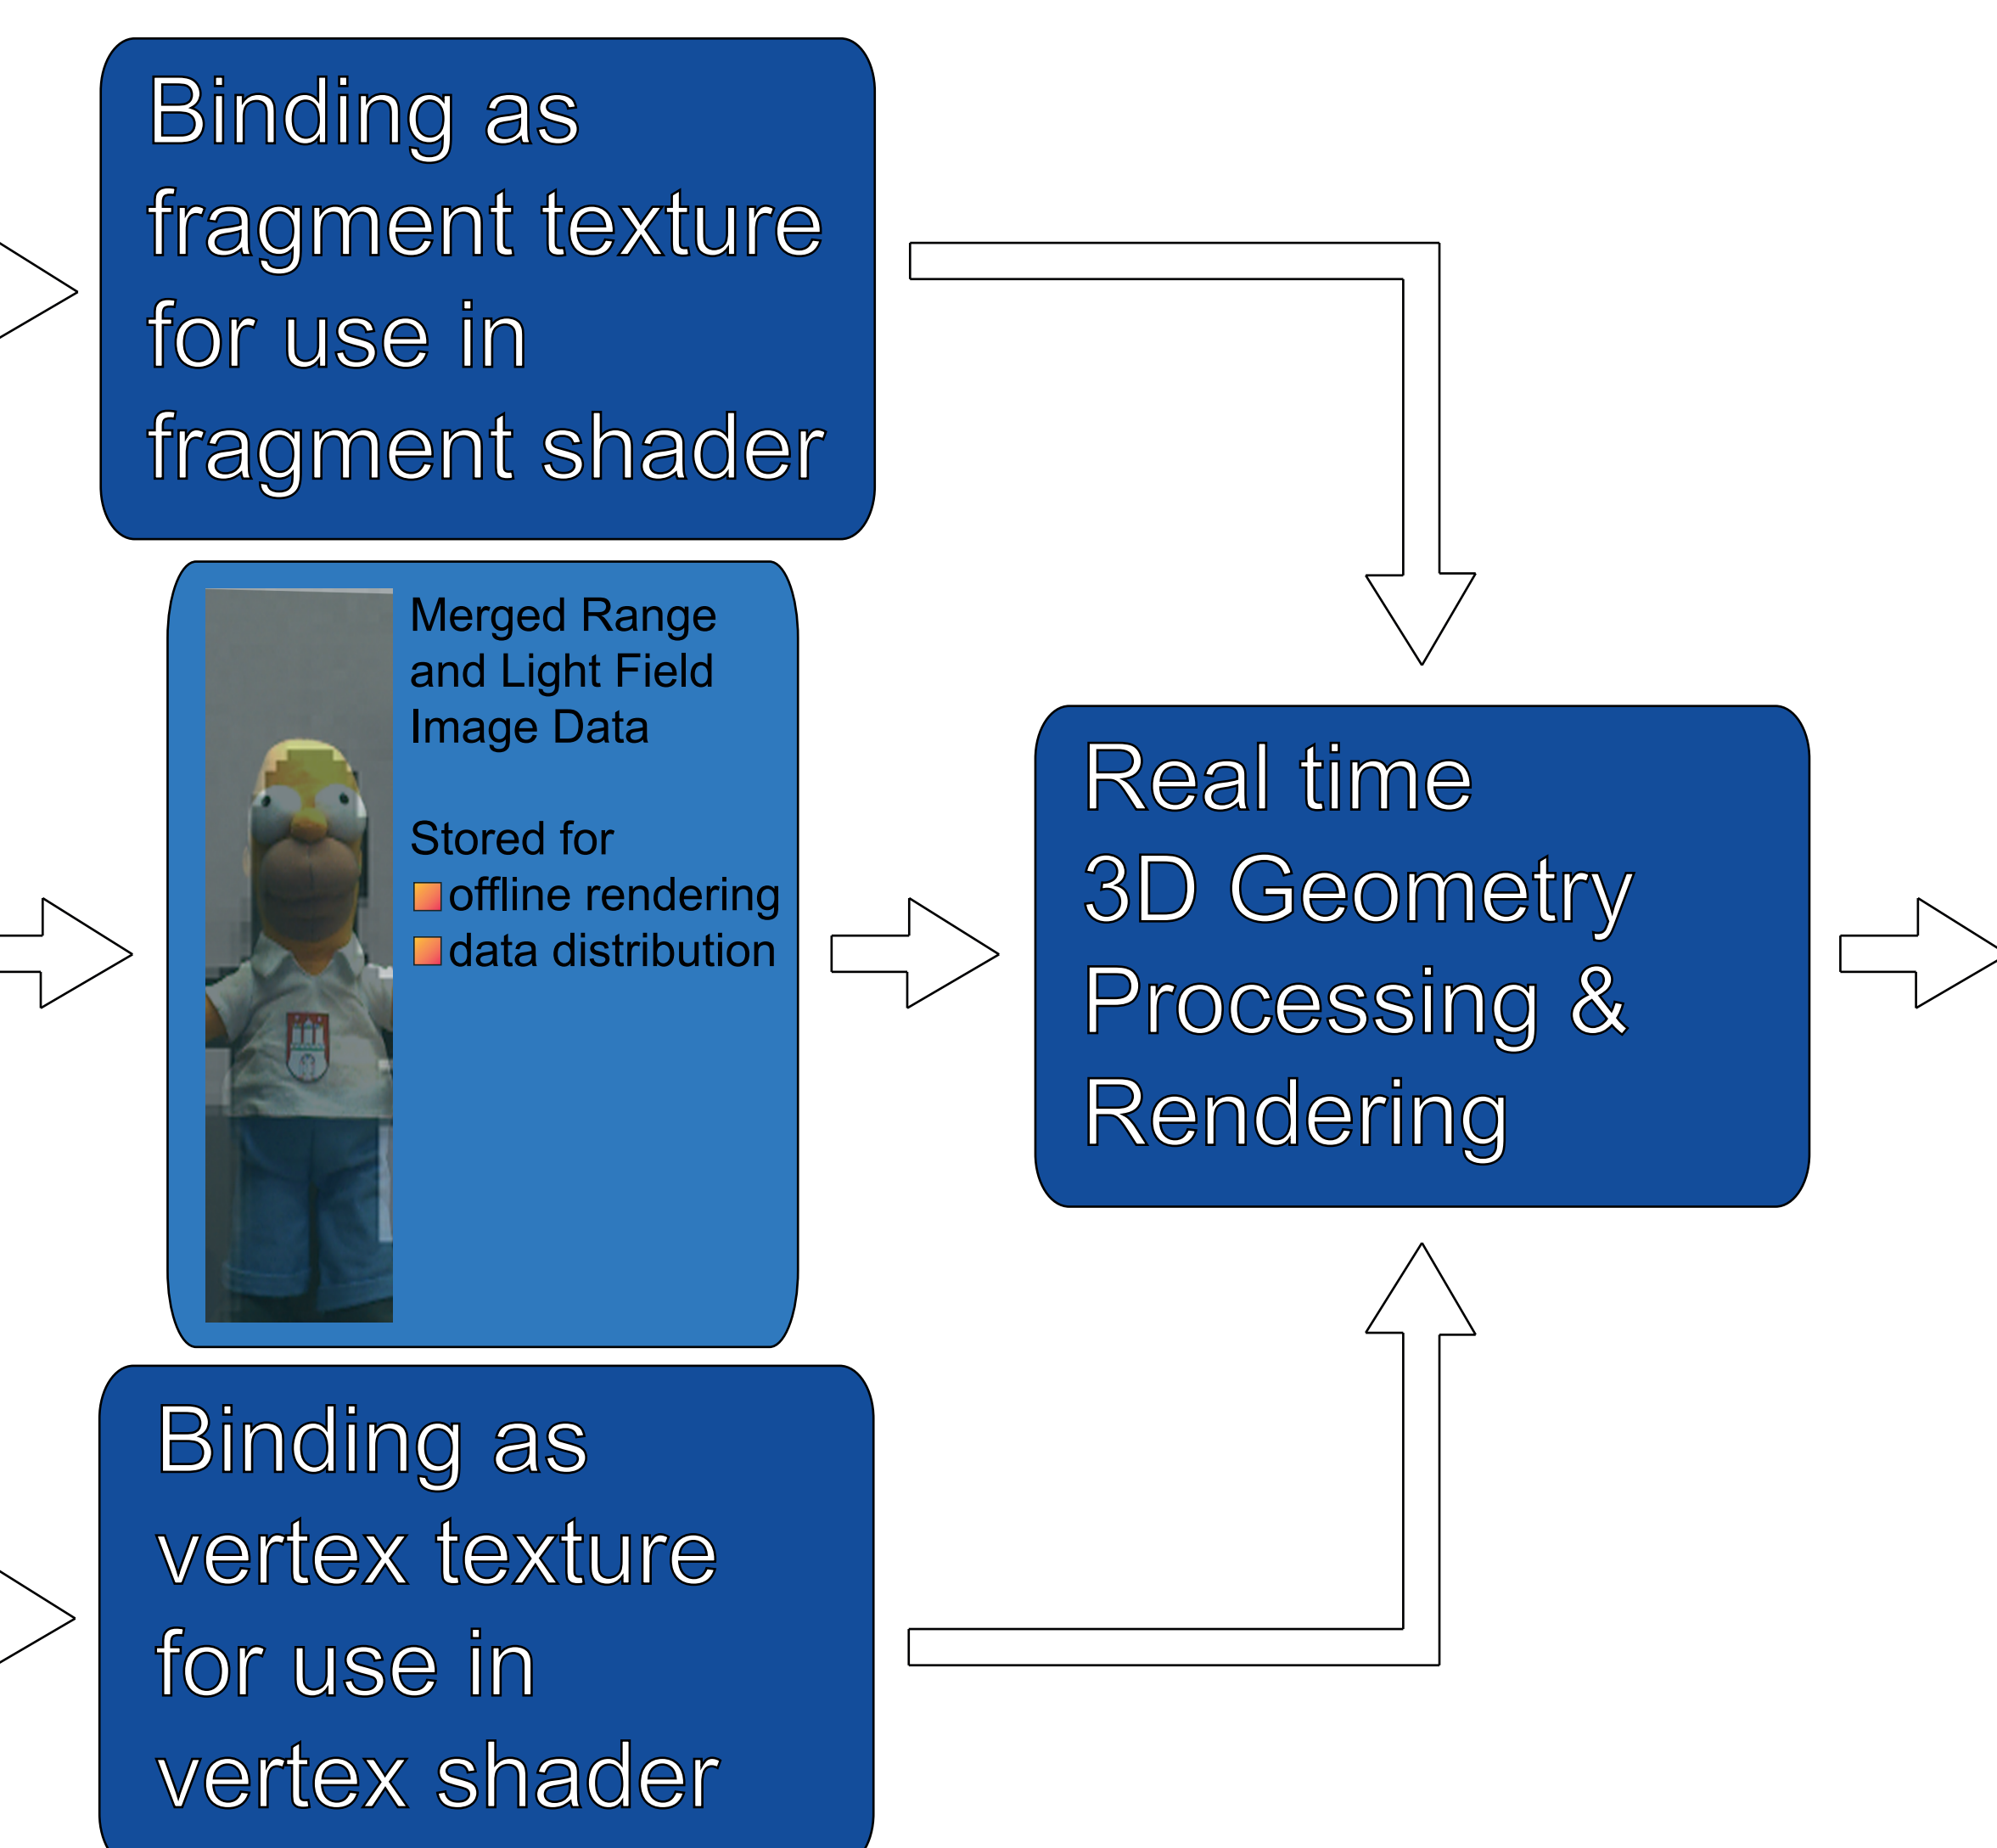 Binding as
fragment texture
for use in
fragment shader
Merged Range
and Light Field
Image Data
Stored for
offline rendering
data distribution
Real time
3D Geometry
Processing &
Rendering
Binding as
vertex texture
for use in
vertex shader